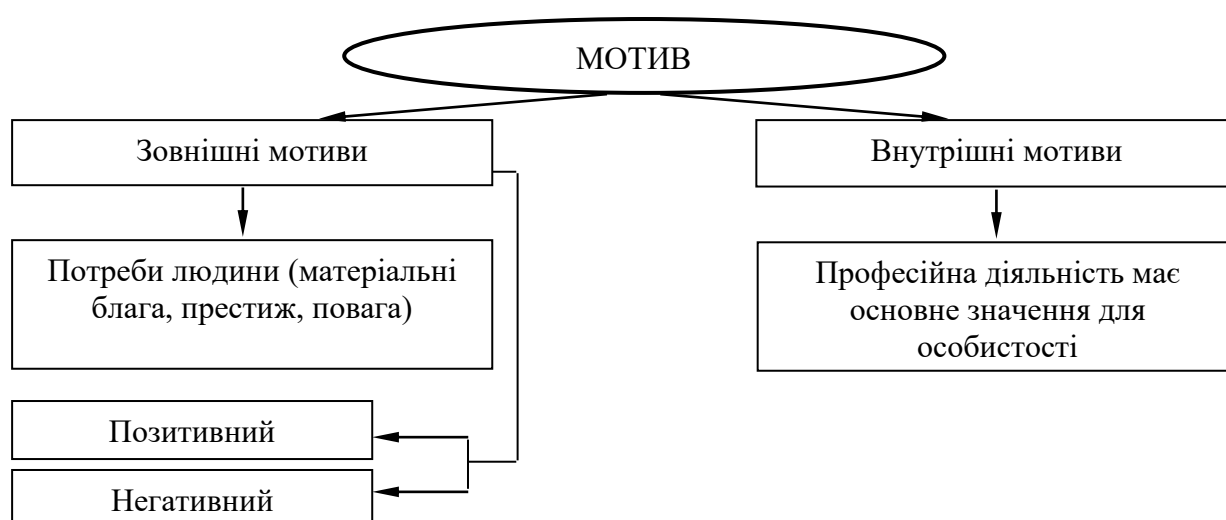 МОТИВ
Зовнішні мотиви
Внутрішні мотиви
Потреби людини (матеріальні
блага, престиж, повага)
Професійна діяльність має
основне значення для
особистості
Позитивний
Негативний